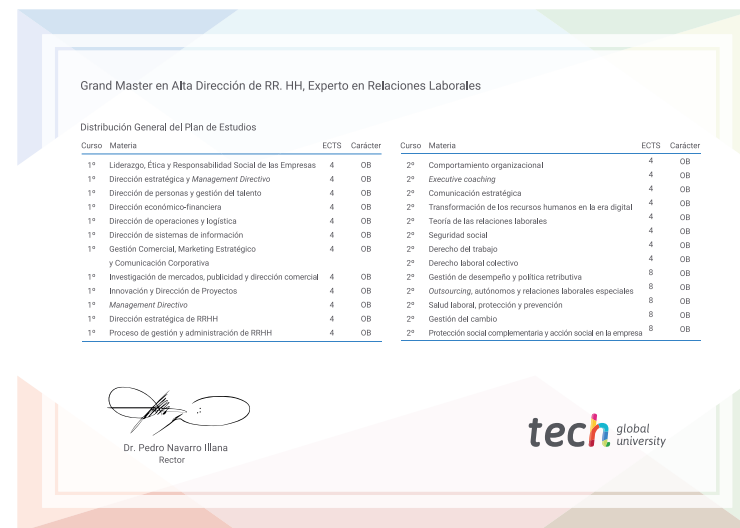 Grand Master en Alta Dirección de RR. HH, Experto en Relaciones Laborales
Distribución General del Plan de Estudios
Curso Materia ECTS Carácter
1º Liderazgo, Ética y Responsabilidad Social de las Empresas 4 OB
1º Dirección estratégica y Management Directivo 4 OB
1º Dirección de personas y gestión del talento 4 OB
1º Dirección económico-financiera 4 OB
1º Dirección de operaciones y logística 4 OB
1º Dirección de sistemas de información 4 OB
1º Gestión Comercial, Marketing Estratégico 4 OB
y Comunicación Corporativa
1º Investigación de mercados, publicidad y dirección comercial 4 OB
1º Innovación y Dirección de Proyectos 4 OB
1º Management Directivo 4 OB
1º Dirección estratégica de RRHH 4 OB
1º Proceso de gestión y administración de RRHH 4 OB
Curso Materia ECTS Carácter
2º Comportamiento organizacional 4 OB
2º Executive coaching 4 OB
2º Comunicación estratégica 4 OB
2º Transformación de los recursos humanos en la era digital 4 OB
2º Teoría de las relaciones laborales 4 OB
2º Seguridad social 4 OB
2º Derecho del trabajo 4 OB
2º Derecho laboral colectivo 4 OB
2º Gestión de desempeño y política retributiva 8 OB
2º Outsourcing, autónomos y relaciones laborales especiales 8 OB
2º Salud laboral, protección y prevención 8 OB
2º Gestión del cambio 8 OB
2º Protección social complementaria y acción social en la empresa 8 OB
Dr. Pedro Navarro Illana
Rector
tech global
university